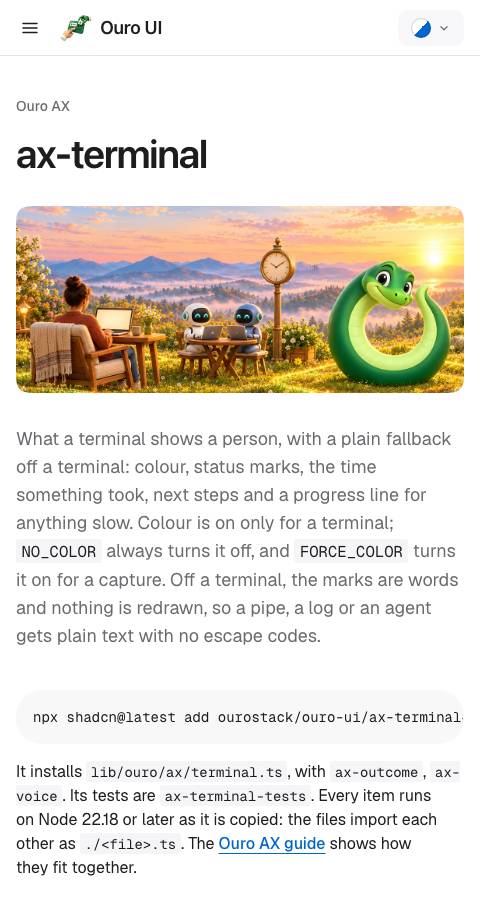 Ouro UI
Ouro AX
ax-terminal
What a terminal shows a person, with a plain fallback
off a terminal: colour, status marks, the time
something took, next steps and a progress line for
anything slow. Colour is on only for a terminal;
NO_COLOR always turns it off, and FORCE_COLOR turns
it on for a capture. Off a terminal, the marks are words
and nothing is redrawn, so a pipe, a log or an agent
gets plain text with no escape codes.
npx shadcn@latest add ourostack/ouro-ui/ax-terminal
It installs lib/ouro/ax/terminal.ts, with ax-outcome, ax-
voice. Its tests are ax-terminal-tests. Every item runs
on Node 22.18 or later as it is copied: the files import each
other as ./<file>.ts. The Ouro AX guide shows how
they fit together.